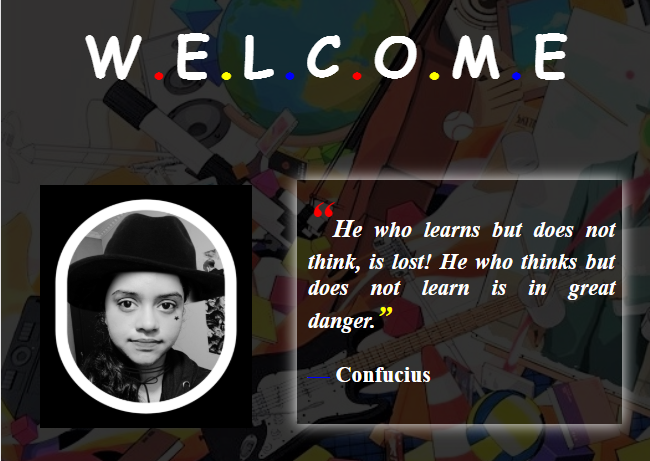 W.E.L.C.O.M.E
“He who learns but does not
think, is lost! He who thinks but
does not learn is in great
danger.”
Confucius